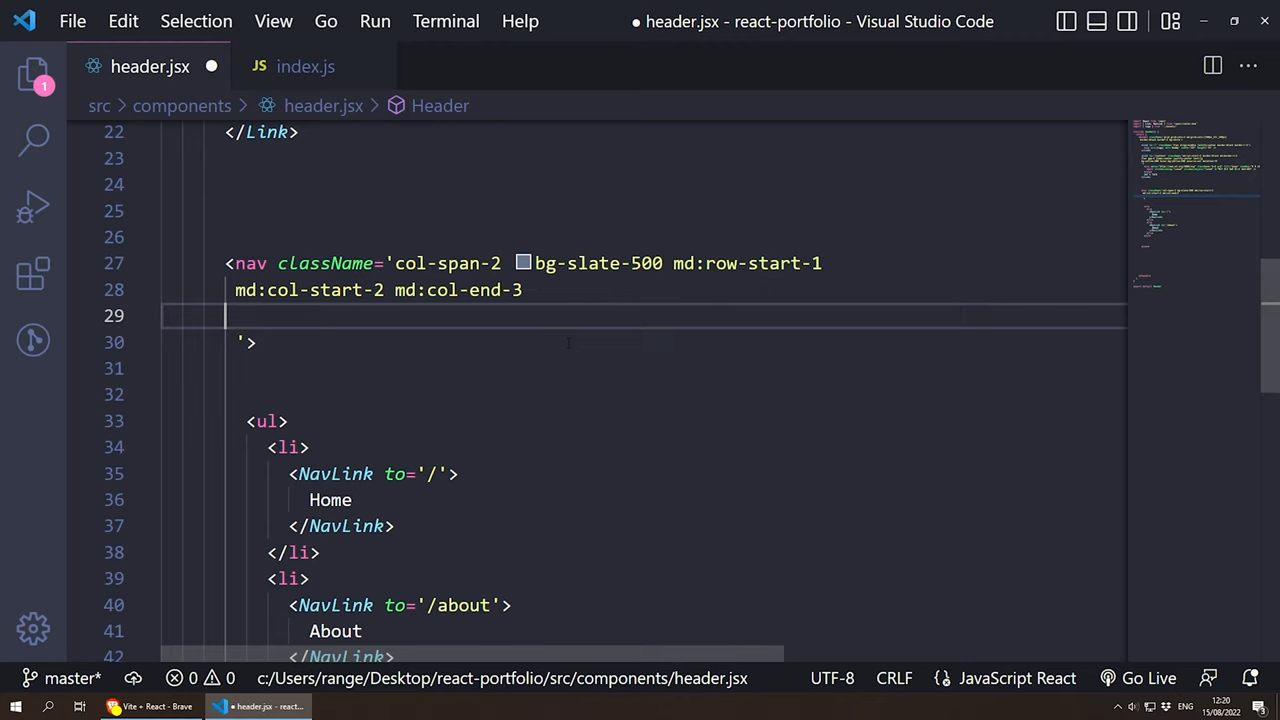 File Edit Selection View Go Run Terminal Help ● header.jsx - react-portfolio - Visual Studio Code
header.jsx ● JS index.js
src > components > header.jsx > Header
1
22 </Link>
23
24
25
26
27 <nav className='col-span-2 bg-slate-500 md:row-start-1
28 md:col-start-2 md:col-end-3
29
30 '>
31
32
33 <ul>
34 <li>
35 <NavLink to='/'>
36 Home
37 </NavLink>
38 </li>
39 <li>
40 <NavLink to='/about'>
41 About
42 </NavLink>
master* 0 0 c:/Users/range/Desktop/react-portfolio/src/components/header.jsx UTF-8 CRLF JavaScript React Go Live
Vite + React - Brave ● header.jsx - react... ENG 12:20 15/08/2022 3